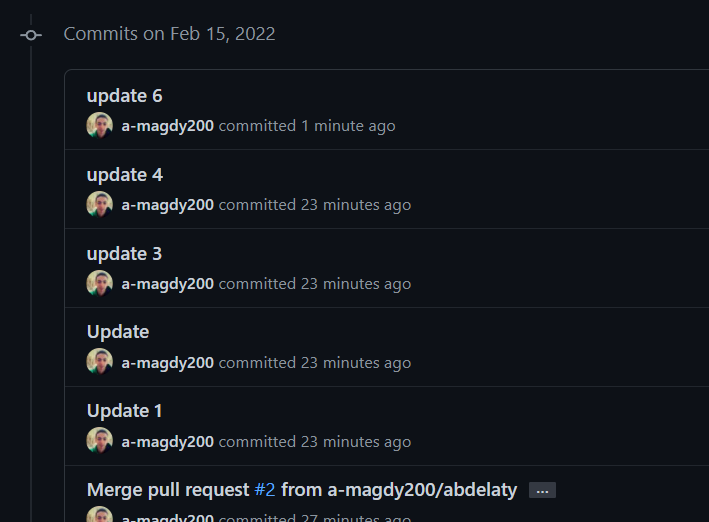 Commits on Feb 15, 2022
update 6
a-magdy200 committed 1 minute ago
update 4
a-magdy200 committed 23 minutes ago
update 3
a-magdy200 committed 23 minutes ago
Update
a-magdy200 committed 23 minutes ago
Update 1
a-magdy200 committed 23 minutes ago
Merge pull request #2 from a-magdy200/abdelaty ...
a-magdy200 committed 27 minutes ago